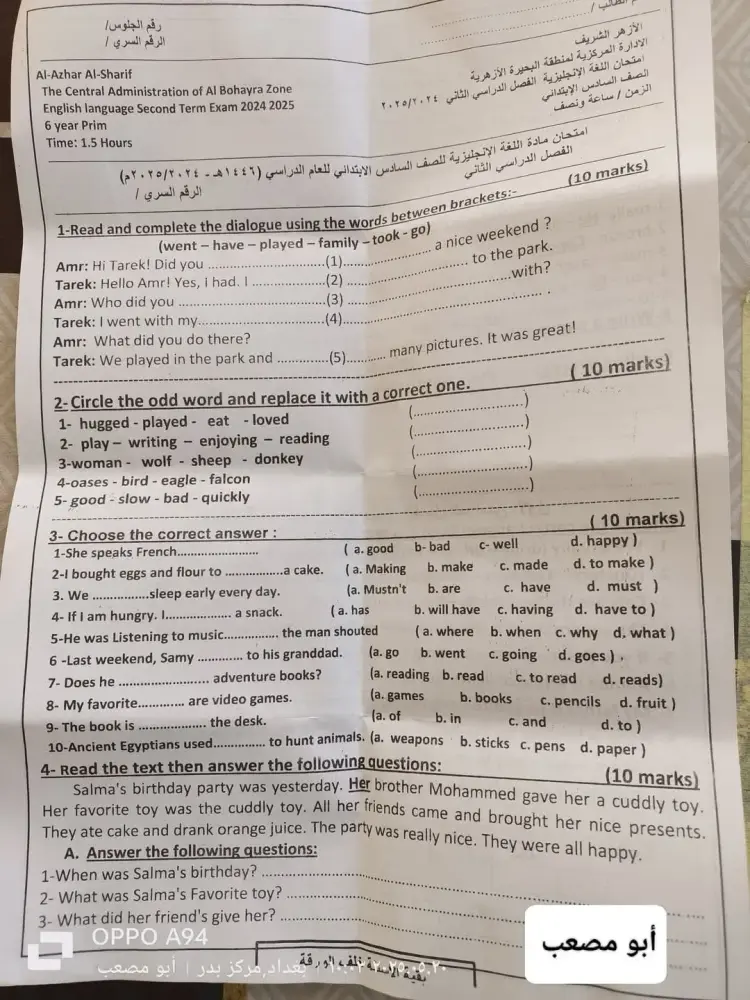 رقم الجلوس/
الرقم السري /
الطالب /
Al-Azhar Al-Sharif
The Central Administration of Al Bohayra Zone
English language Second Term Exam 2024 2025
6 year Prim
Time: 1.5 Hours
الأزهر الشريف
الادارة المركزية لمنطقة البحيرة الأزهرية
امتحان اللغة الإنجليزية الفصل الدراسي الثاني ٢٠٢٥/٢٠٢٤
الصف السادس الإبتدائي
الزمن / ساعة ونصف
امتحان مادة اللغة الإنجليزية للصف السادس الابتدائي للعام الدراسي (١٤٤٦هـ - ٢٠٢٥/٢٠٢٤م)
الفصل الدراسي الثاني
الرقم السري /
1-Read and complete the dialogue using the words between brackets:- (10 marks)
(went – have – played – family – took - go)
Amr: Hi Tarek! Did you ................(1)................ a nice weekend ?
Tarek: Hello Amr! Yes, i had. I ................(2)................ to the park.
Amr: Who did you ................(3)................with?
Tarek: I went with my................(4)................ .
Amr: What did you do there?
Tarek: We played in the park and .............(5)........... many pictures. It was great!
2- Circle the odd word and replace it with a correct one. ( 10 marks)
1- hugged - played - eat - loved (............................)
2- play – writing – enjoying – reading (............................)
3-woman - wolf - sheep - donkey (............................)
4-oases - bird - eagle - falcon (............................)
5- good - slow - bad - quickly (............................)
3- Choose the correct answer : ( 10 marks)
1-She speaks French........................ ( a. good b- bad c- well d. happy )
2-I bought eggs and flour to ...............a cake. ( a. Making b. make c. made d. to make )
3. We ...............sleep early every day. (a. Mustn't b. are c. have d. must )
4- If I am hungry. I.................. a snack. ( a. has b. will have c. having d. have to )
5-He was Listening to music.............. the man shouted ( a. where b. when c. why d. what )
6 -Last weekend, Samy ............ to his granddad. (a. go b. went c. going d. goes ) .
7- Does he ........................ adventure books? (a. reading b. read c. to read d. reads)
8- My favorite............. are video games. (a. games b. books c. pencils d. fruit )
9- The book is .................. the desk. (a. of b. in c. and d. to )
10-Ancient Egyptians used.............. to hunt animals. (a. weapons b. sticks c. pens d. paper )
4- Read the text then answer the following questions: (10 marks)
Salma's birthday party was yesterday. Her brother Mohammed gave her a cuddly toy.
Her favorite toy was the cuddly toy. All her friends came and brought her nice presents.
They ate cake and drank orange juice. The party was really nice. They were all happy.
A. Answer the following questions:
1-When was Salma's birthday? ................................
2- What was Salma's Favorite toy? ................................
3- What did her friend's give her? ................................
أبو مصعب
OPPO A94
بقية الأسئلة خلف الورقة
بغداد,مركز بدر | أبو مصعب